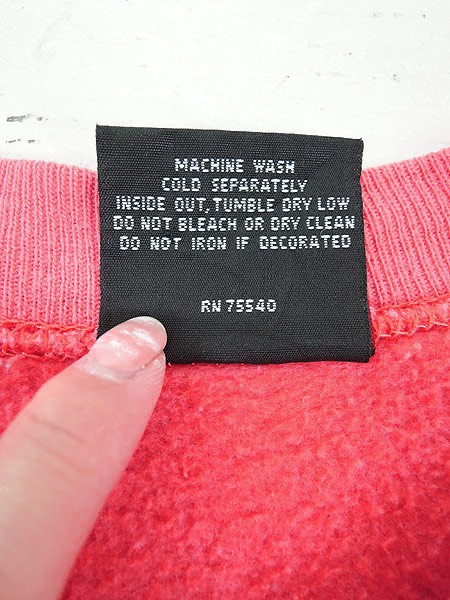 MACHINE WASH
COLD SEPARATELY
INSIDE OUT, TUMBLE DRY LOW
DO NOT BLEACH OR DRY CLEAN
DO NOT IRON IF DECORATED
RN 75540